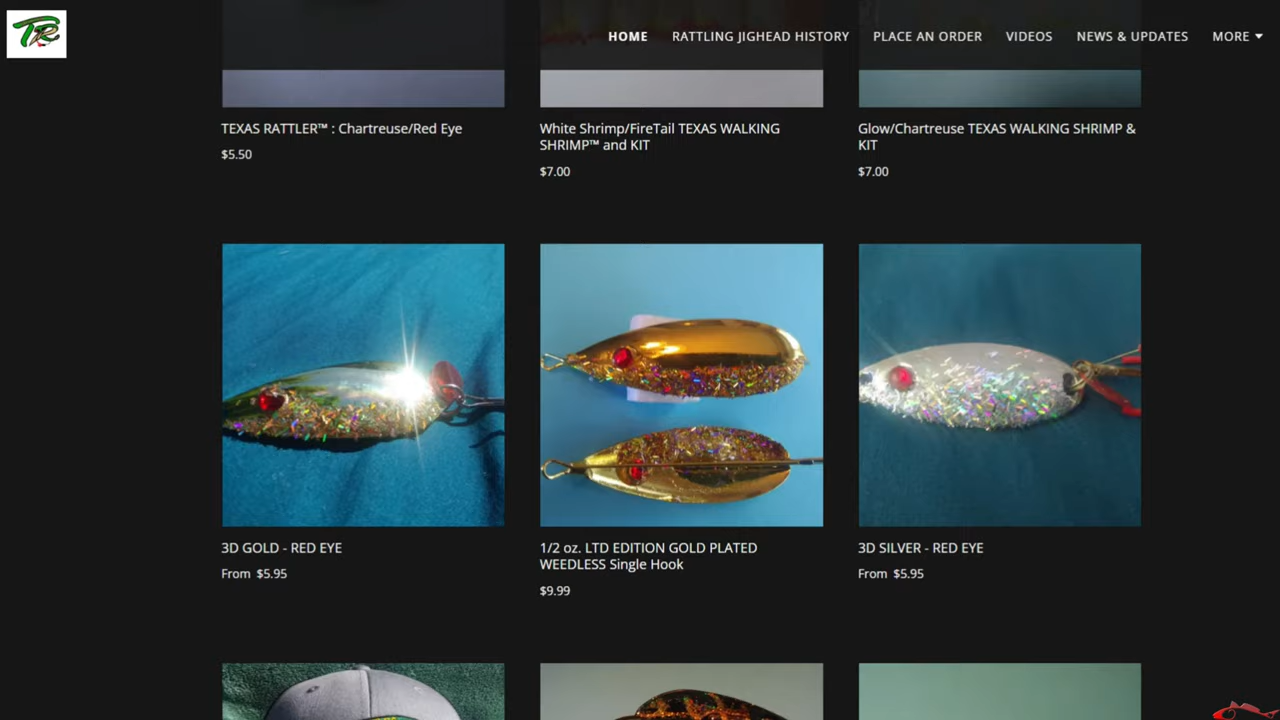 TR
HOME RATTLING JIGHEAD HISTORY PLACE AN ORDER VIDEOS NEWS & UPDATES MORE
TEXAS RATTLER™ : Chartreuse/Red Eye
$5.50
White Shrimp/FireTail TEXAS WALKING
SHRIMP™ and KIT
$7.00
Glow/Chartreuse TEXAS WALKING SHRIMP &
KIT
$7.00
3D GOLD - RED EYE
From $5.95
1/2 oz. LTD EDITION GOLD PLATED
WEEDLESS Single Hook
$9.99
3D SILVER - RED EYE
From $5.95